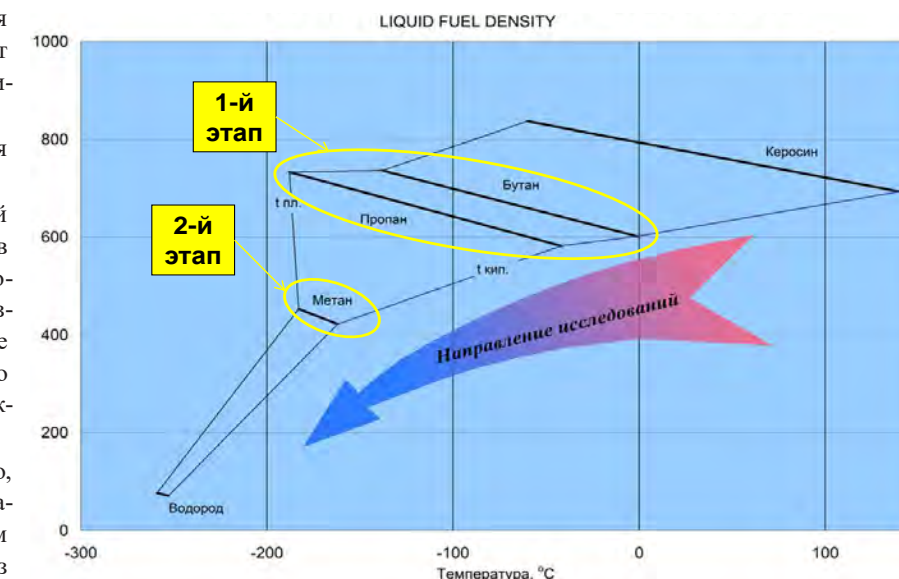 я
т
и-
я
й
в
о-
в-
е
о
к-
о,
а-
м
з
LIQUID FUEL DENSITY
1000
800
600
400
200
0
1-й
этап
2-й
этап
Керосин
Бутан
Пропан
t пл.
t кип.
Метан
Направление исследований
Водород
-300
-200
-100
0
100
Температура, °С